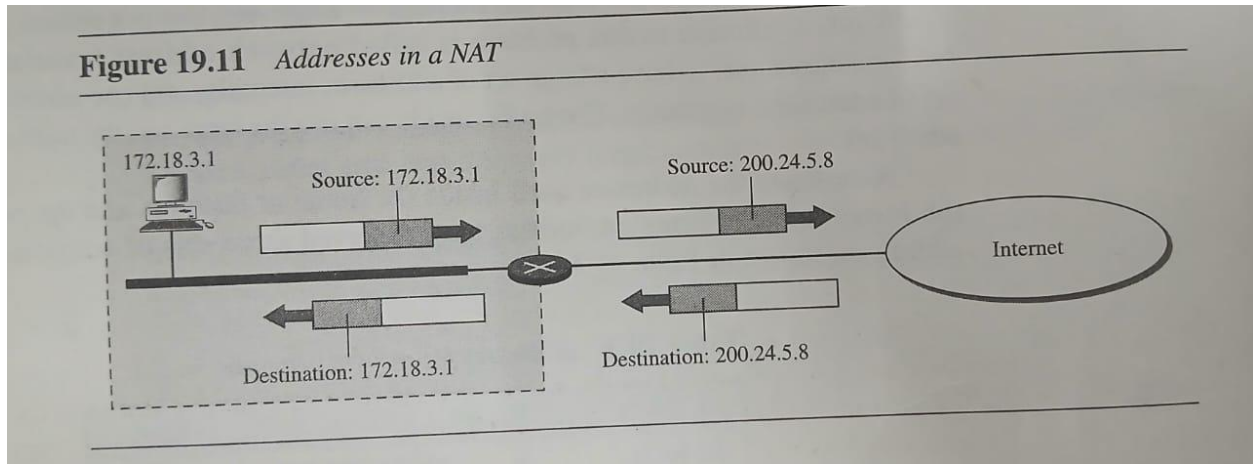 Figure 19.11 Addresses in a NAT
172.18.3.1
Source: 172.18.3.1
Source: 200.24.5.8
Internet
Destination: 172.18.3.1
Destination: 200.24.5.8